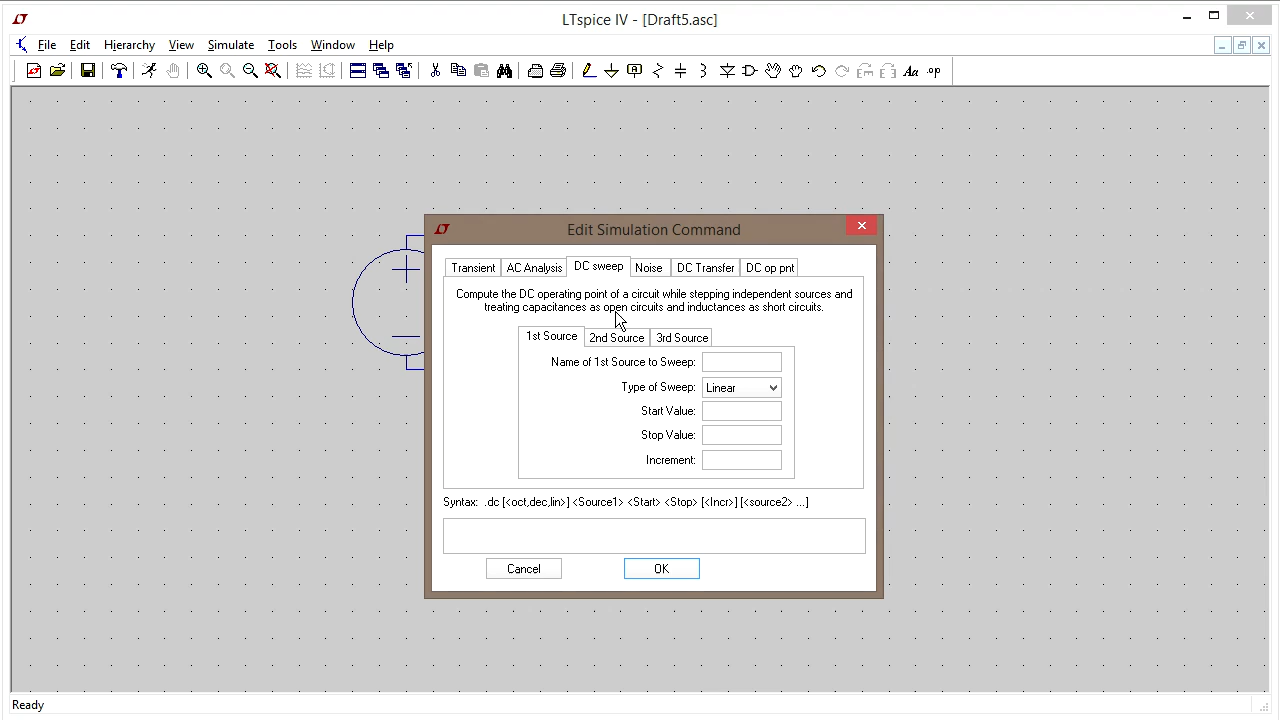 LTspice IV - [Draft5.asc]
File Edit Hierarchy View Simulate Tools Window Help
Aa .op
Edit Simulation Command
Transient AC Analysis DC sweep Noise DC Transfer DC op pnt
Compute the DC operating point of a circuit while stepping independent sources and
treating capacitances as open circuits and inductances as short circuits.
1st Source 2nd Source 3rd Source
Name of 1st Source to Sweep:
Type of Sweep: Linear
Start Value:
Stop Value:
Increment:
Syntax: .dc [<oct,dec,lin>] <Source1> <Start> <Stop> [<Incr>] [<source2> ...]
Cancel OK
Ready